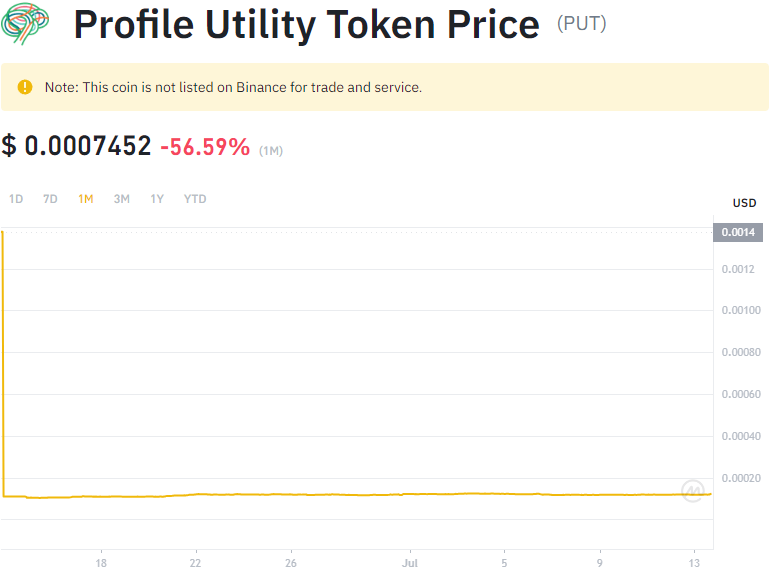 Profile Utility Token Price (PUT)
Note: This coin is not listed on Binance for trade and service.
$ 0.0007452 -56.59% (1M)
1D 7D 1M 3M 1Y YTD
USD
0.0014
0.0012
0.00100
0.00080
0.00060
0.00040
0.00020
18 22 26 Jul 5 9 13